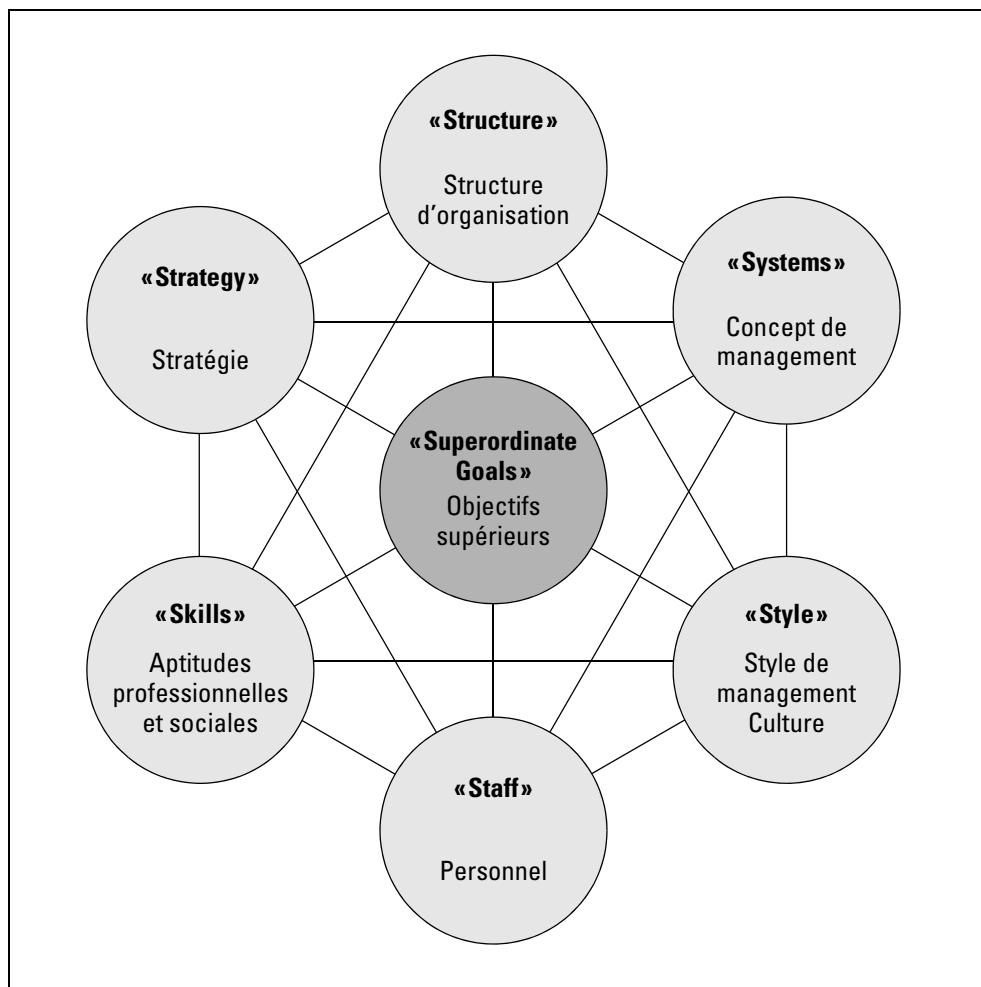 «Structure»
Structure
d’organisation
«Strategy»
Stratégie
«Systems»
Concept de
management
«Superordinate
Goals»
Objectifs
supérieurs
«Skills»
Aptitudes
professionnelles
et sociales
«Style»
Style de
management
Culture
«Staff»
Personnel